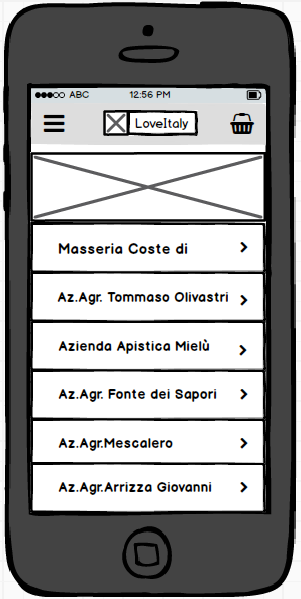 ABC 12:56 PM
LoveItaly
Masseria Coste di
Az.Agr. Tommaso Olivastri
Azienda Apistica Mielù
Az.Agr. Fonte dei Sapori
Az.Agr.Mescalero
Az.Agr.Arrizza Giovanni